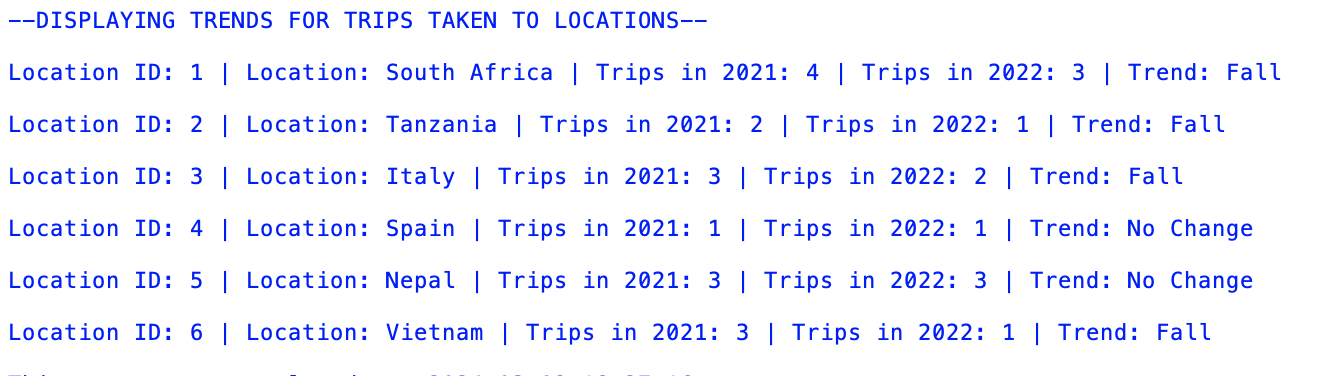 --DISPLAYING TRENDS FOR TRIPS TAKEN TO LOCATIONS--
Location ID: 1 | Location: South Africa | Trips in 2021: 4 | Trips in 2022: 3 | Trend: Fall
Location ID: 2 | Location: Tanzania | Trips in 2021: 2 | Trips in 2022: 1 | Trend: Fall
Location ID: 3 | Location: Italy | Trips in 2021: 3 | Trips in 2022: 2 | Trend: Fall
Location ID: 4 | Location: Spain | Trips in 2021: 1 | Trips in 2022: 1 | Trend: No Change
Location ID: 5 | Location: Nepal | Trips in 2021: 3 | Trips in 2022: 3 | Trend: No Change
Location ID: 6 | Location: Vietnam | Trips in 2021: 3 | Trips in 2022: 1 | Trend: Fall